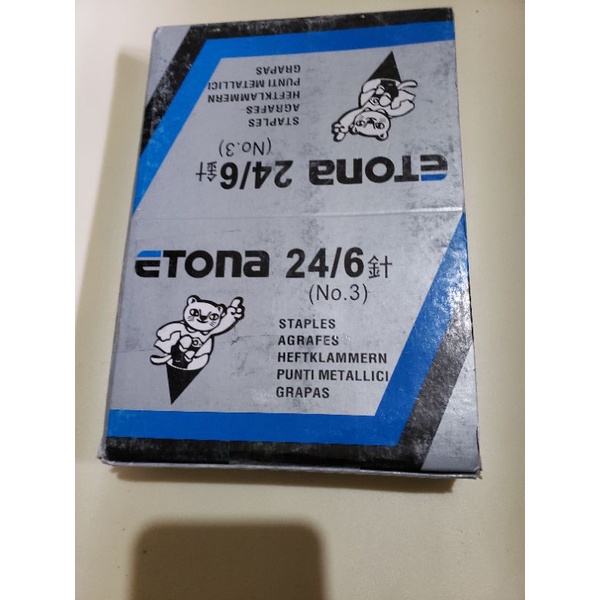 GRAPAS
PUNTI METALLICI
HEFTKLAMMERN
AGRAFES
STAPLES
(No.3)
ETONA 24/6針
ETONA 24/6針
(No.3)
STAPLES
AGRAFES
HEFTKLAMMERN
PUNTI METALLICI
GRAPAS